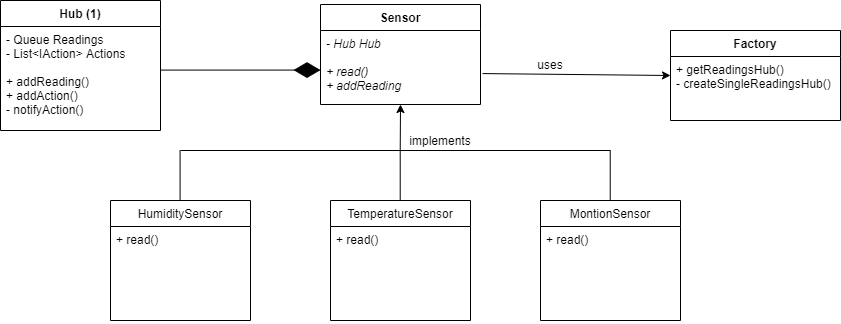 Hub (1)
- Queue Readings
- List<IAction> Actions
+ addReading()
+ addAction()
- notifyAction()
Sensor
- Hub Hub
+ read()
+ addReading
uses
Factory
+ getReadingsHub()
- createSingleReadingsHub()
implements
HumiditySensor
+ read()
TemperatureSensor
+ read()
MontionSensor
+ read()